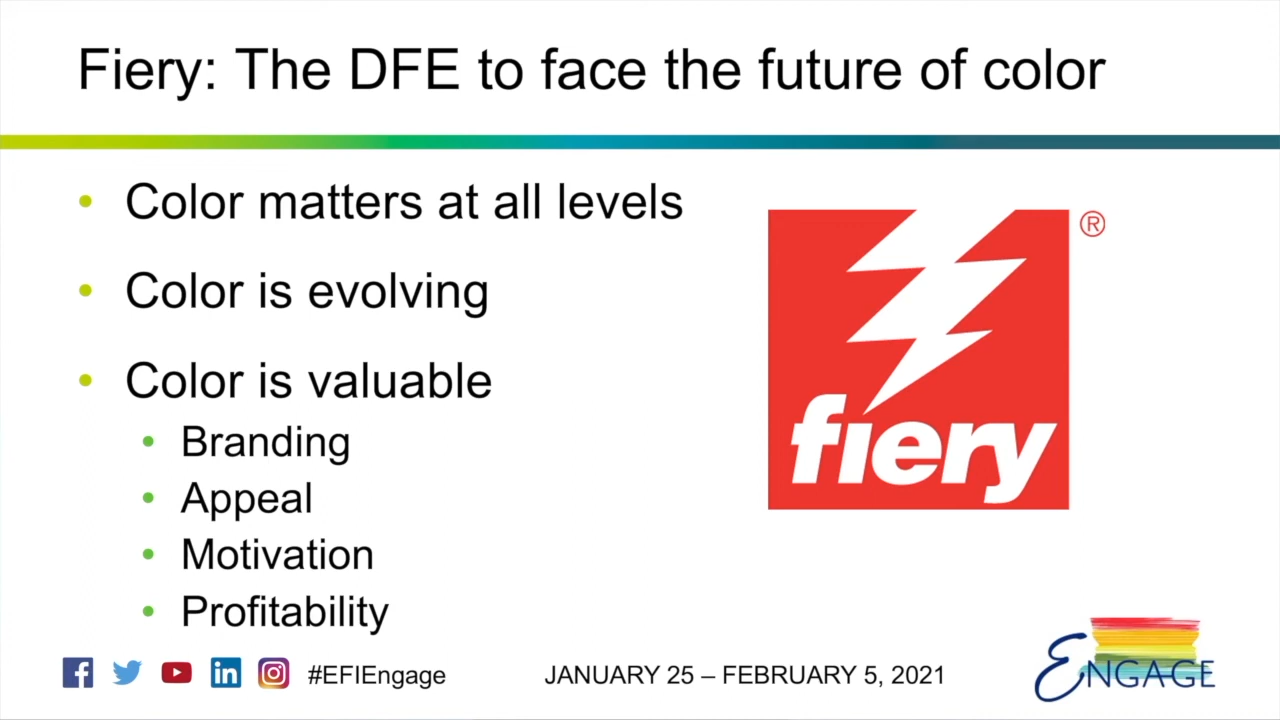 Fiery: The DFE to face the future of color
• Color matters at all levels
• Color is evolving
• Color is valuable
• Branding
• Appeal
• Motivation
• Profitability
®
fiery
#EFIEngage
JANUARY 25 – FEBRUARY 5, 2021
ENGAGE